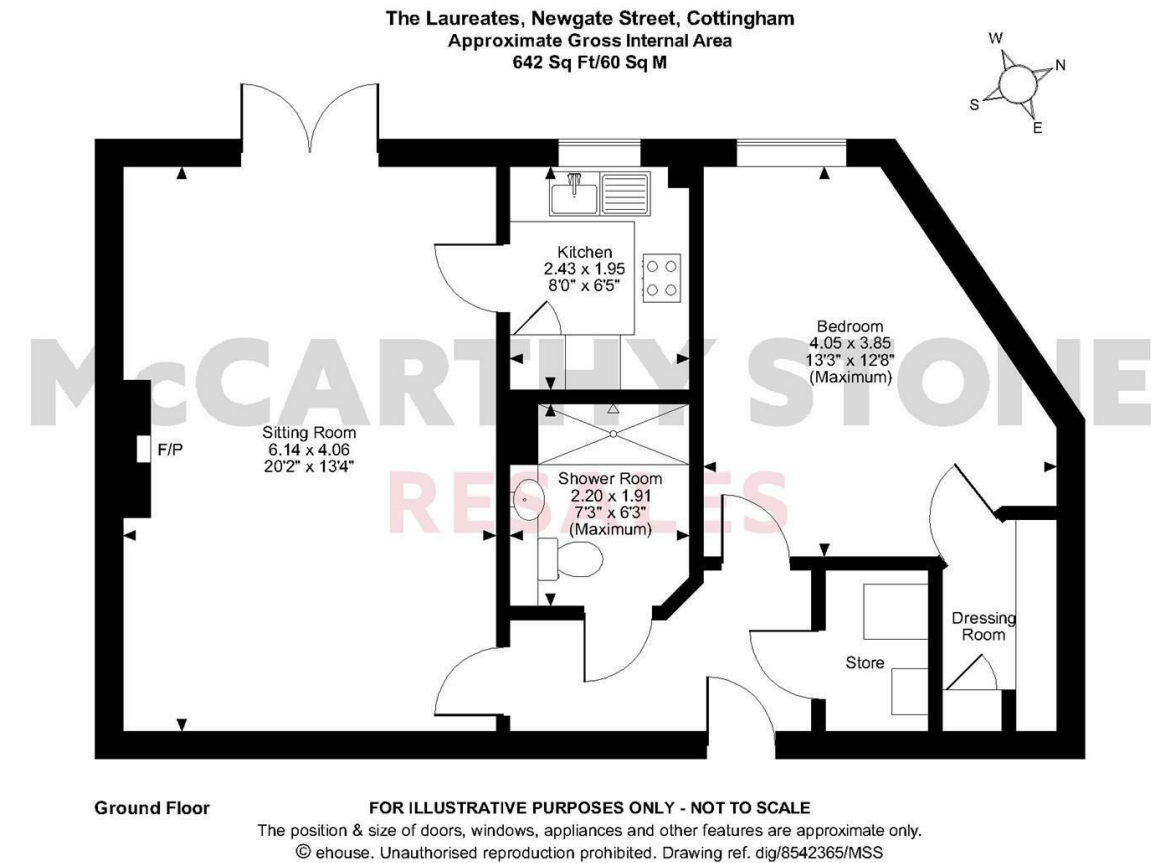 The Laureates, Newgate Street, Cottingham
Approximate Gross Internal Area
642 Sq Ft/60 Sq M
W
N
S
E
Kitchen
2.43 x 1.95
8'0" x 6'5"
Bedroom
4.05 x 3.85
13'3" x 12'8"
(Maximum)
McCARTHY STONE
RESALES
Sitting Room
6.14 x 4.06
20'2" x 13'4"
F/P
Shower Room
2.20 x 1.91
7'3" x 6'3"
(Maximum)
Dressing
Room
Store
Ground Floor
FOR ILLUSTRATIVE PURPOSES ONLY - NOT TO SCALE
The position & size of doors, windows, appliances and other features are approximate only.
© ehouse. Unauthorised reproduction prohibited. Drawing ref. dig/8542365/MSS